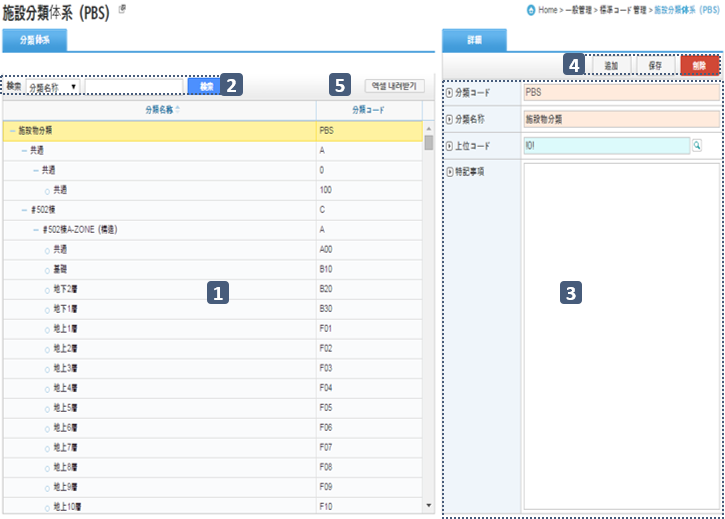 施設分類体系 (PBS)
Home > 一般管理 > 標準コード管理 > 施設分類体系 (PBS)
分類体系
詳細
4 追加 保存 削除
検索 分類名称 ▼ 検索 2 5 엑셀 내려받기
分類名称 分類コード
施設物分類 PBS
共通 A
共通 0
共通 100
#502棟 C
#502棟A-ZONE (構造) A
共通 A00
基礎 B10
地下2層 B20
地下1層 B30
地上1層 F01
地上2層 F02
地上3層 F03
地上4層 F04
地上5層 F05
地上6層 F06
地上7層 F07
地上8層 F08
地上9層 F09
地上10層 F10
1
分類コード PBS
分類名称 施設物分類
上位コード
特記事項
3